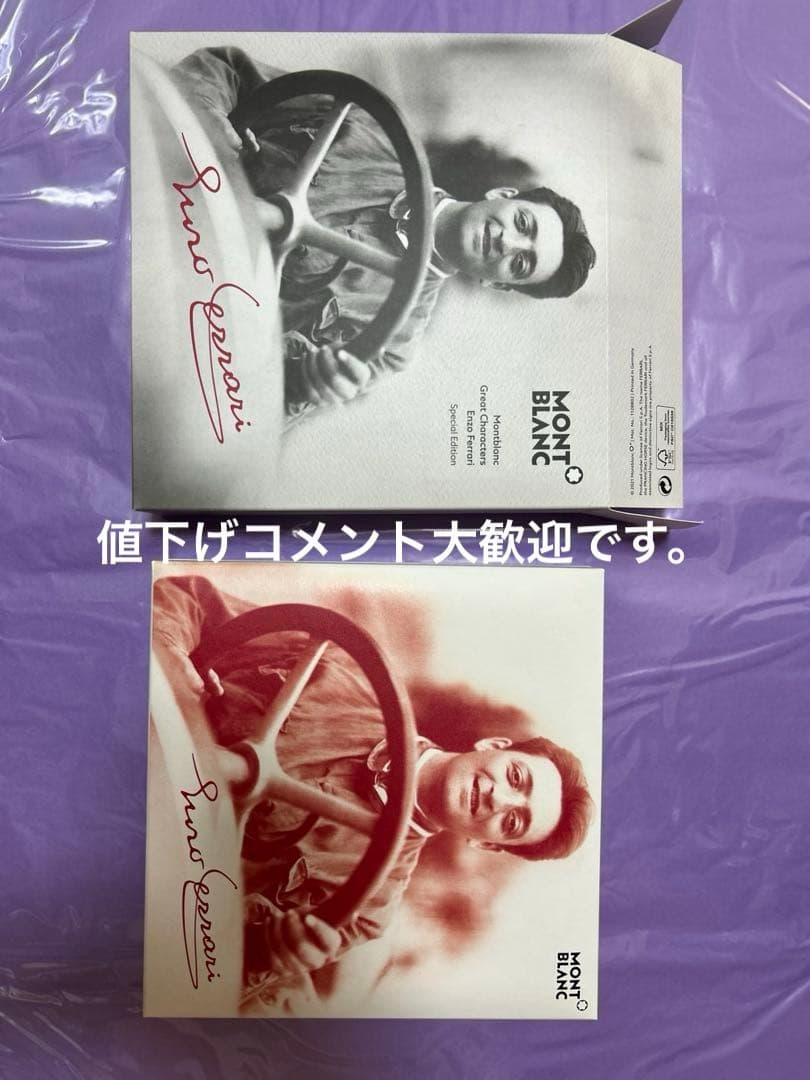 Enzo Ferrari
MONT
BLANC
Montblanc
Great Characters
Enzo Ferrari
Special Edition
値下げコメント大歓迎です。
Enzo Ferrari
MONT
BLANC